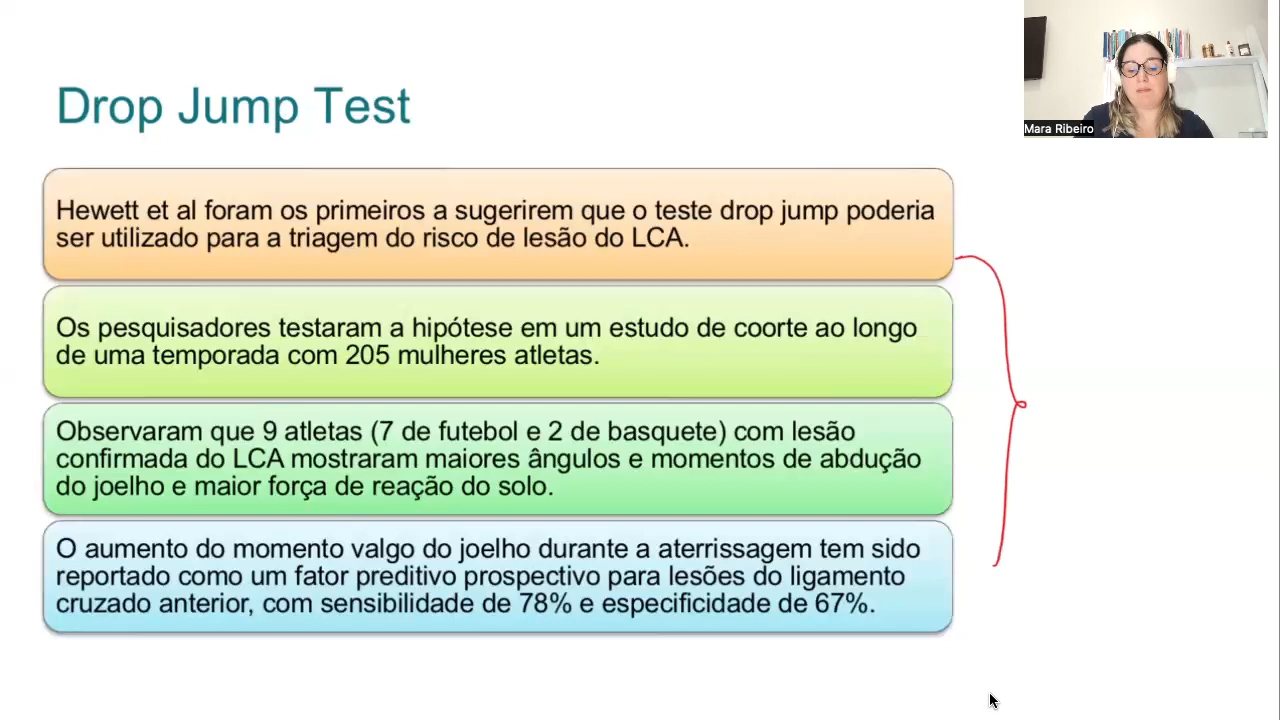 Drop Jump Test
Mara Ribeiro
Hewett et al foram os primeiros a sugerirem que o teste drop jump poderia
ser utilizado para a triagem do risco de lesão do LCA.
Os pesquisadores testaram a hipótese em um estudo de coorte ao longo
de uma temporada com 205 mulheres atletas.
Observaram que 9 atletas (7 de futebol e 2 de basquete) com lesão
confirmada do LCA mostraram maiores ângulos e momentos de abdução
do joelho e maior força de reação do solo.
O aumento do momento valgo do joelho durante a aterrissagem tem sido
reportado como um fator preditivo prospectivo para lesões do ligamento
cruzado anterior, com sensibilidade de 78% e especificidade de 67%.